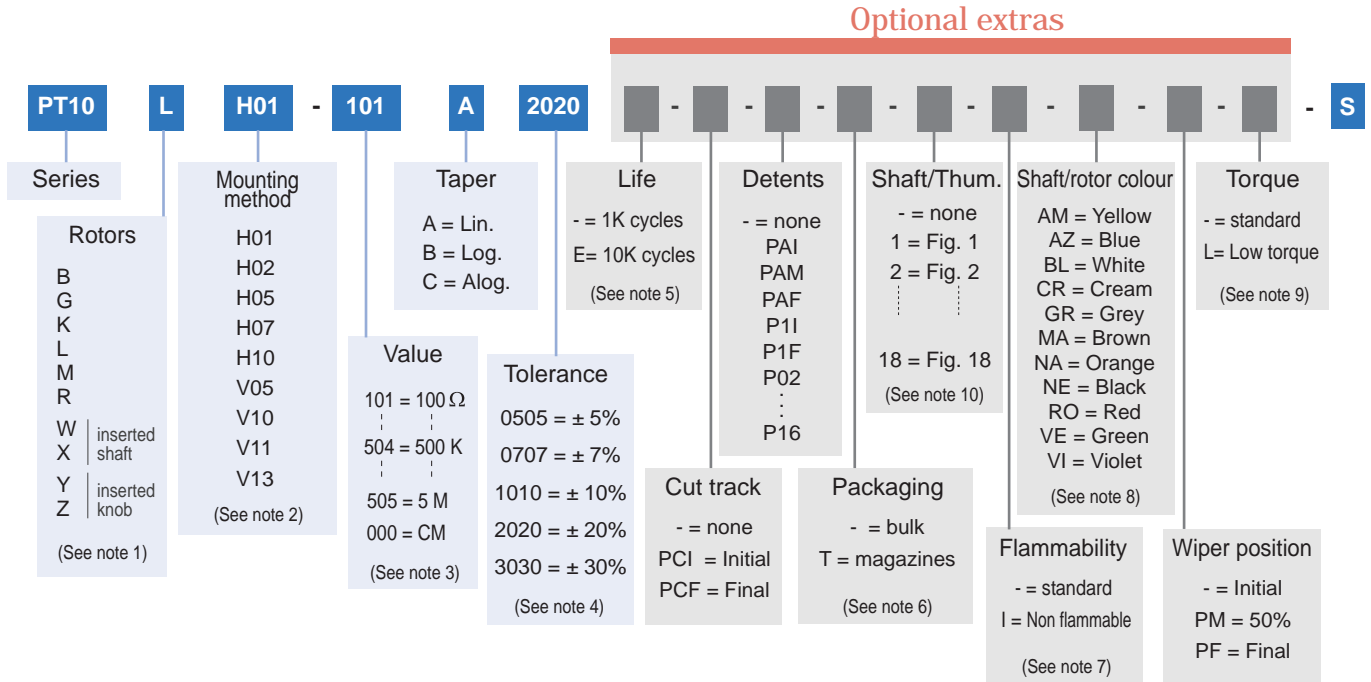 Optional extras
PT10 L H01 - 101 A 2020 - - - - - - - - - S
Series
Rotors
B
G
K
L
M
R
W
X
inserted
shaft
Y
Z
inserted
knob
(See note 1)
Mounting
method
H01
H02
H05
H07
H10
V05
V10
V11
V13
(See note 2)
Value
101 = 100 Ω
504 = 500 K
505 = 5 M
000 = CM
(See note 3)
Taper
A = Lin.
B = Log.
C = Alog.
Tolerance
0505 = ± 5%
0707 = ± 7%
1010 = ± 10%
2020 = ± 20%
3030 = ± 30%
(See note 4)
Life
- = 1K cycles
E= 10K cycles
(See note 5)
Cut track
- = none
PCI = Initial
PCF = Final
Detents
- = none
PAI
PAM
PAF
P1I
P1F
P02
P16
Packaging
- = bulk
T = magazines
(See note 6)
Shaft/Thum.
- = none
1 = Fig. 1
2 = Fig. 2
18 = Fig. 18
(See note 10)
Flammability
- = standard
I = Non flammable
(See note 7)
Shaft/rotor colour
AM = Yellow
AZ = Blue
BL = White
CR = Cream
GR = Grey
MA = Brown
NA = Orange
NE = Black
RO = Red
VE = Green
VI = Violet
(See note 8)
Wiper position
- = Initial
PM = 50%
PF = Final
Torque
- = standard
L= Low torque
(See note 9)